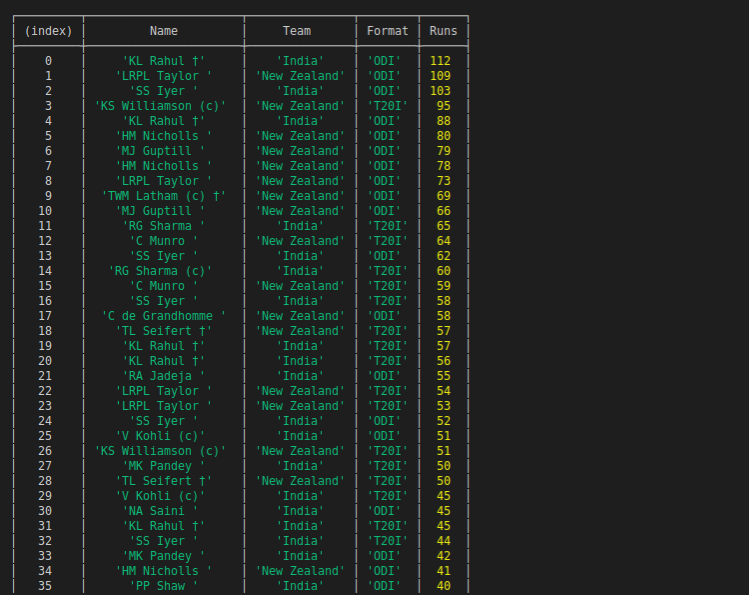 (index) Name Team Format Runs
0 'KL Rahul †' 'India' 'ODI' 112
1 'LRPL Taylor ' 'New Zealand' 'ODI' 109
2 'SS Iyer ' 'India' 'ODI' 103
3 'KS Williamson (c)' 'New Zealand' 'T20I' 95
4 'KL Rahul †' 'India' 'ODI' 88
5 'HM Nicholls ' 'New Zealand' 'ODI' 80
6 'MJ Guptill ' 'New Zealand' 'ODI' 79
7 'HM Nicholls ' 'New Zealand' 'ODI' 78
8 'LRPL Taylor ' 'New Zealand' 'ODI' 73
9 'TWM Latham (c) †' 'New Zealand' 'ODI' 69
10 'MJ Guptill ' 'New Zealand' 'ODI' 66
11 'RG Sharma ' 'India' 'T20I' 65
12 'C Munro ' 'New Zealand' 'T20I' 64
13 'SS Iyer ' 'India' 'ODI' 62
14 'RG Sharma (c)' 'India' 'T20I' 60
15 'C Munro ' 'New Zealand' 'T20I' 59
16 'SS Iyer ' 'India' 'T20I' 58
17 'C de Grandhomme ' 'New Zealand' 'ODI' 58
18 'TL Seifert †' 'New Zealand' 'T20I' 57
19 'KL Rahul †' 'India' 'T20I' 57
20 'KL Rahul †' 'India' 'T20I' 56
21 'RA Jadeja ' 'India' 'ODI' 55
22 'LRPL Taylor ' 'New Zealand' 'T20I' 54
23 'LRPL Taylor ' 'New Zealand' 'T20I' 53
24 'SS Iyer ' 'India' 'ODI' 52
25 'V Kohli (c)' 'India' 'ODI' 51
26 'KS Williamson (c)' 'New Zealand' 'T20I' 51
27 'MK Pandey ' 'India' 'T20I' 50
28 'TL Seifert †' 'New Zealand' 'T20I' 50
29 'V Kohli (c)' 'India' 'T20I' 45
30 'NA Saini ' 'India' 'ODI' 45
31 'KL Rahul †' 'India' 'T20I' 45
32 'SS Iyer ' 'India' 'T20I' 44
33 'MK Pandey ' 'India' 'ODI' 42
34 'HM Nicholls ' 'New Zealand' 'ODI' 41
35 'PP Shaw ' 'India' 'ODI' 40